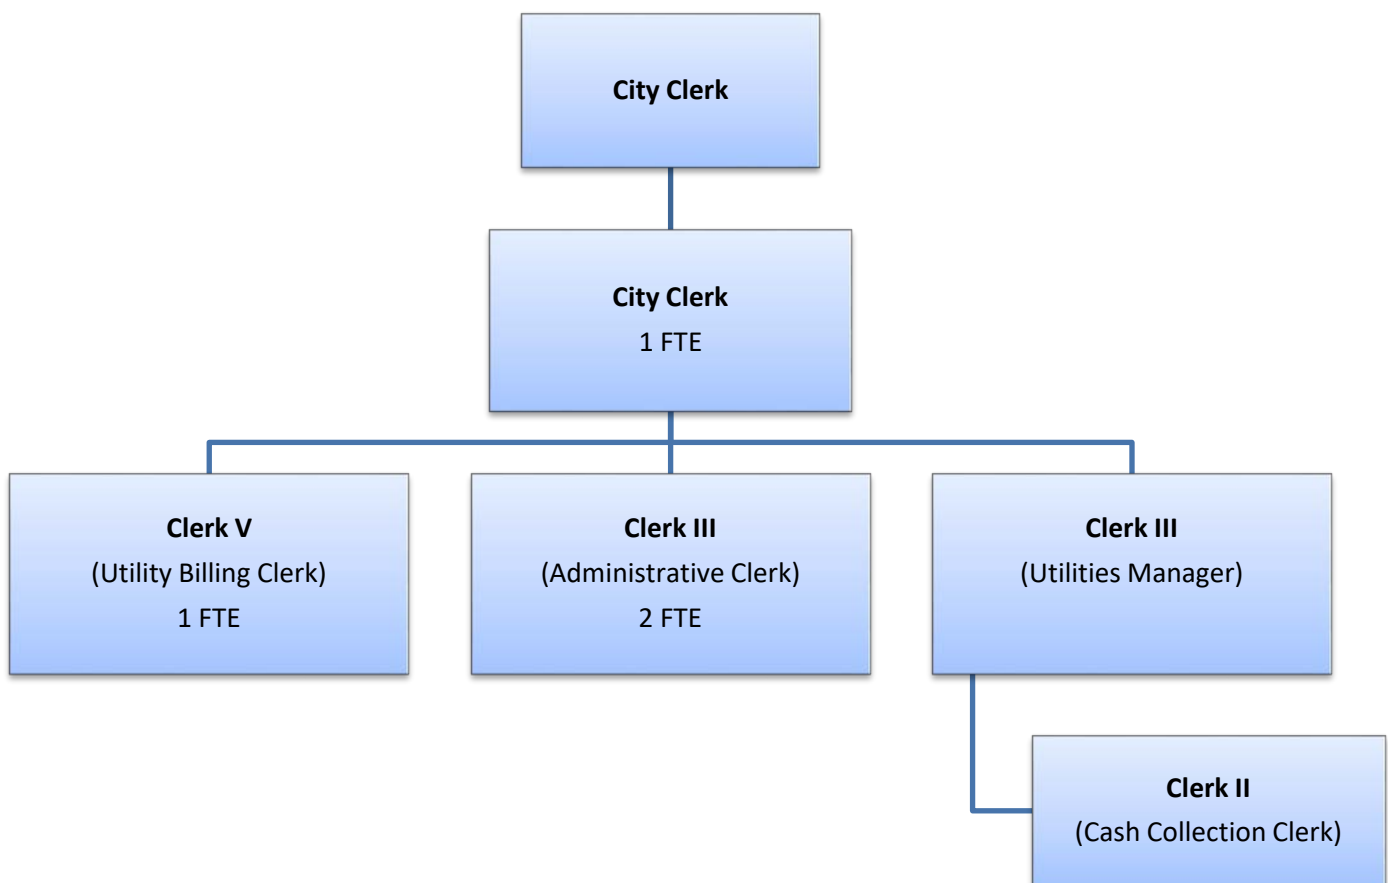 City Clerk
City Clerk
1 FTE
Clerk V
(Utility Billing Clerk)
1 FTE
Clerk III
(Administrative Clerk)
2 FTE
Clerk III
(Utilities Manager)
Clerk II
(Cash Collection Clerk)